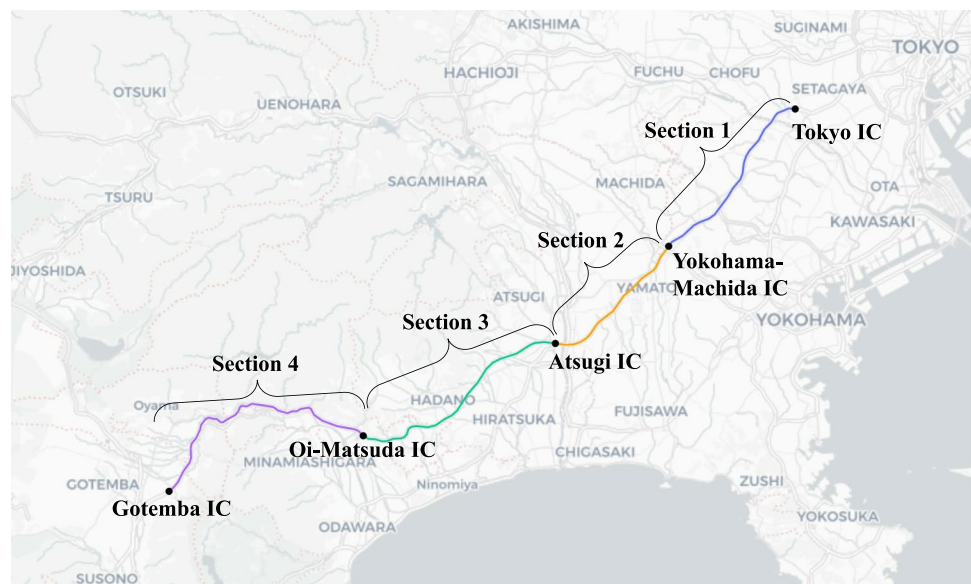 AKISHIMA
SUGINAMI
TOKYO
HACHIOJI
FUCHU
CHOFU
OTSUKI
UENOHARA
SETAGAYA
Section 1
Tokyo IC
SAGAMIHARA
MACHIDA
OTA
TSURU
KAWASAKI
Section 2
JIYOSHIDA
Yokohama-
Machida IC
YAMATO
ATSUGI
YOKOHAMA
Section 3
Atsugi IC
Section 4
HADANO
Oyama
HIRATSUKA
FUJISAWA
Oi-Matsuda IC
CHIGASAKI
MINAMIASHIGARA
GOTEMBA
Ninomiya
ZUSHI
Gotemba IC
ODAWARA
YOKOSUKA
SUSONO